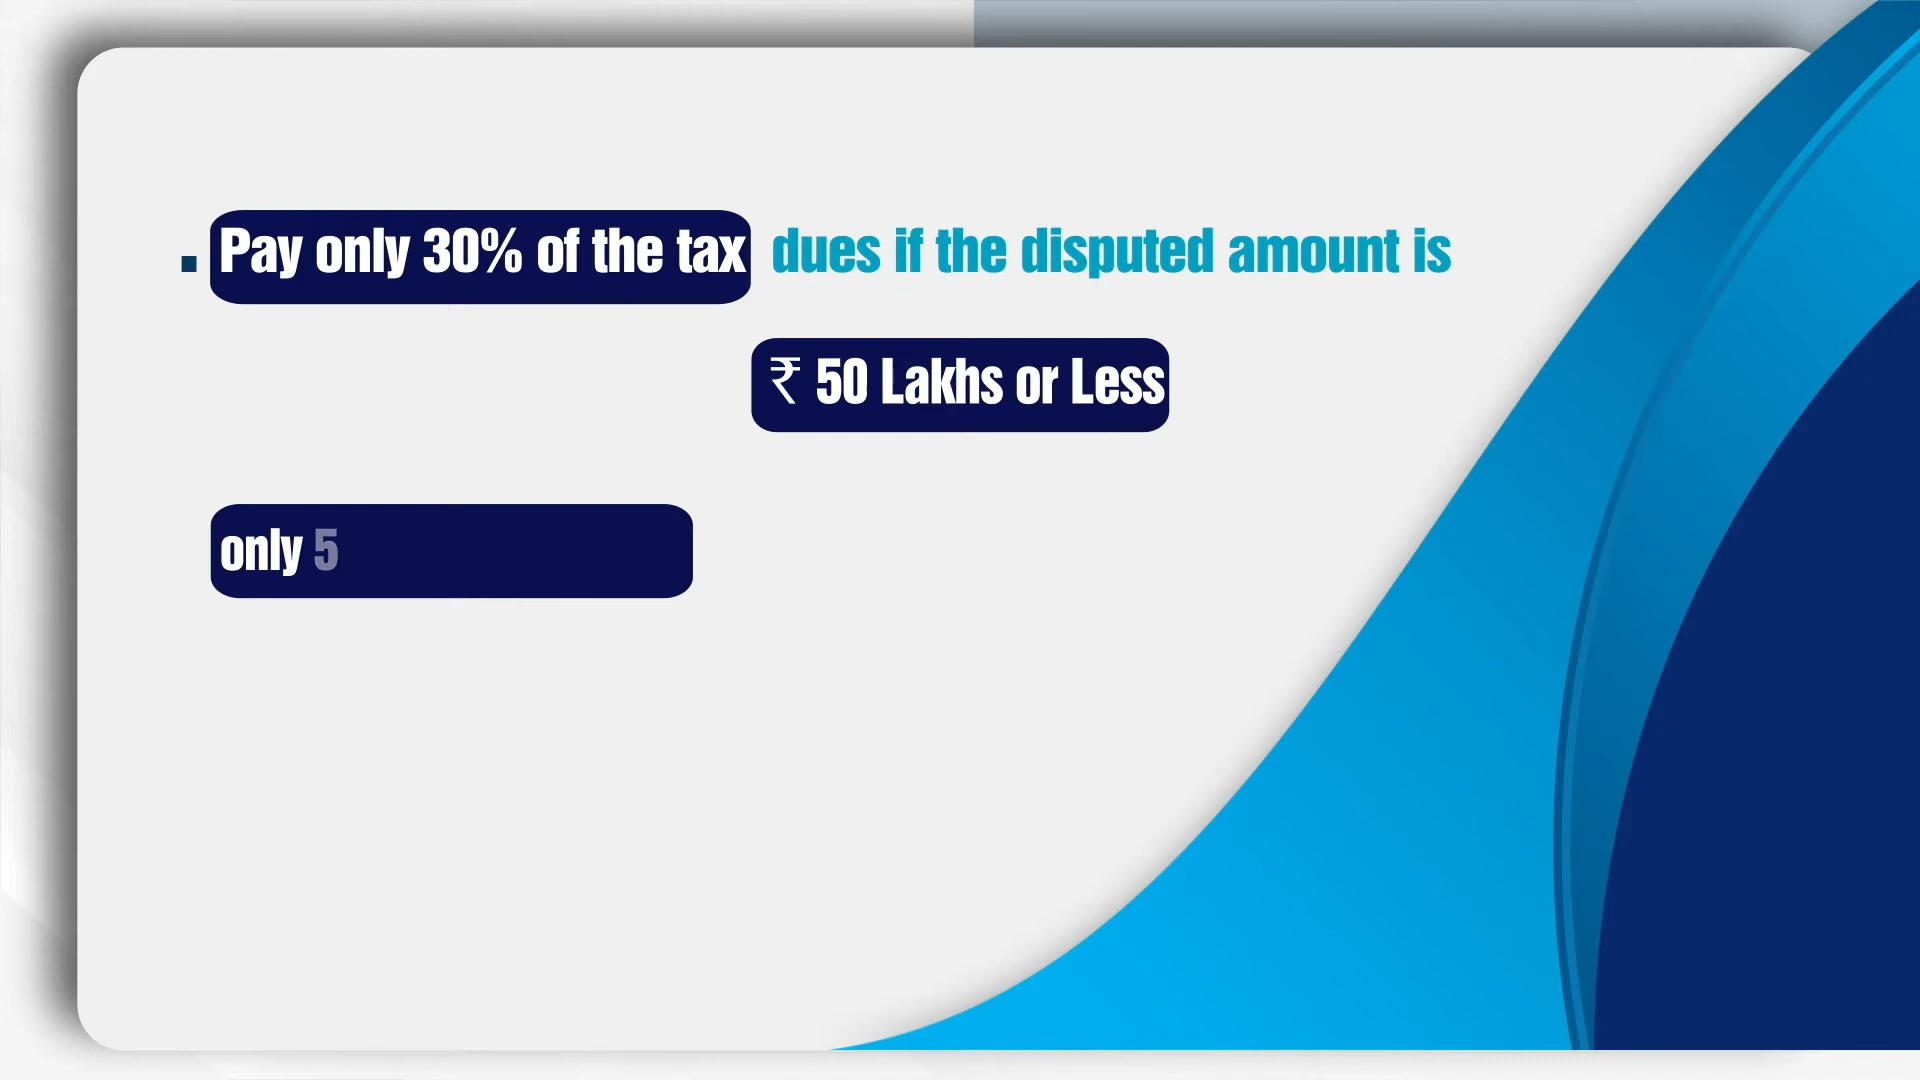 Pay only 30% of the tax dues if the disputed amount is
₹ 50 Lakhs or Less
only 5